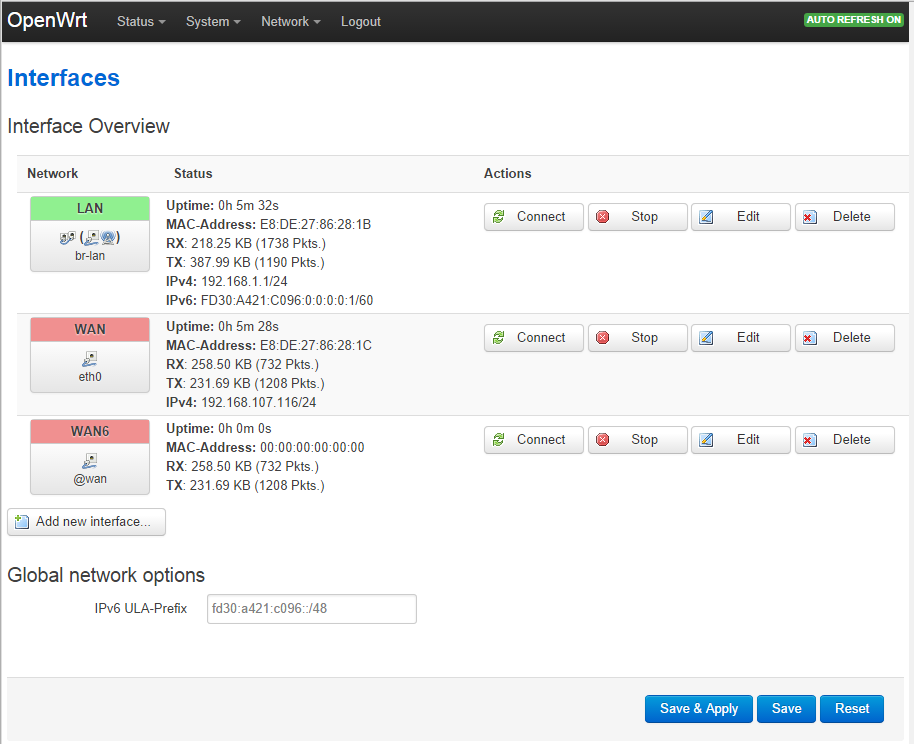 OpenWrt Status System Network Logout AUTO REFRESH ON
Interfaces
Interface Overview
Network Status Actions
LAN
br-lan
Uptime: 0h 5m 32s
MAC-Address: E8:DE:27:86:28:1B
RX: 218.25 KB (1738 Pkts.)
TX: 387.99 KB (1190 Pkts.)
IPv4: 192.168.1.1/24
IPv6: FD30:A421:C096:0:0:0:0:1/60
Connect Stop Edit Delete
WAN
eth0
Uptime: 0h 5m 28s
MAC-Address: E8:DE:27:86:28:1C
RX: 258.50 KB (732 Pkts.)
TX: 231.69 KB (1208 Pkts.)
IPv4: 192.168.107.116/24
Connect Stop Edit Delete
WAN6
@wan
Uptime: 0h 0m 0s
MAC-Address: 00:00:00:00:00:00
RX: 258.50 KB (732 Pkts.)
TX: 231.69 KB (1208 Pkts.)
Connect Stop Edit Delete
Add new interface...
Global network options
IPv6 ULA-Prefix fd30:a421:c096::/48
Save & Apply Save Reset